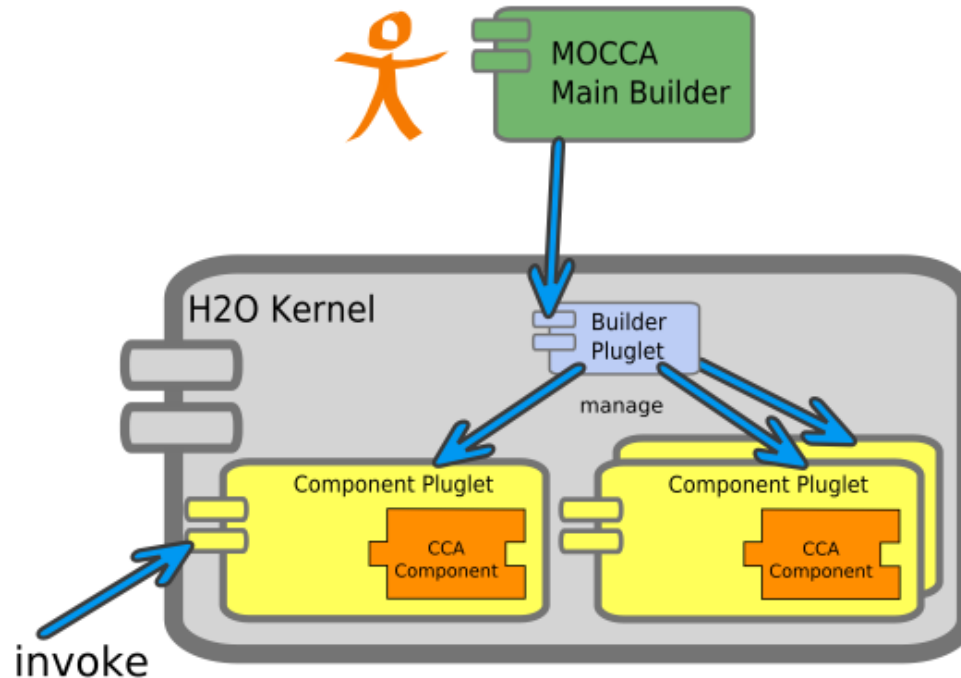 MOCCA
Main Builder
H2O Kernel
Builder
Pluglet
manage
Component Pluglet
CCA
Component
Component Pluglet
CCA
Component
invoke